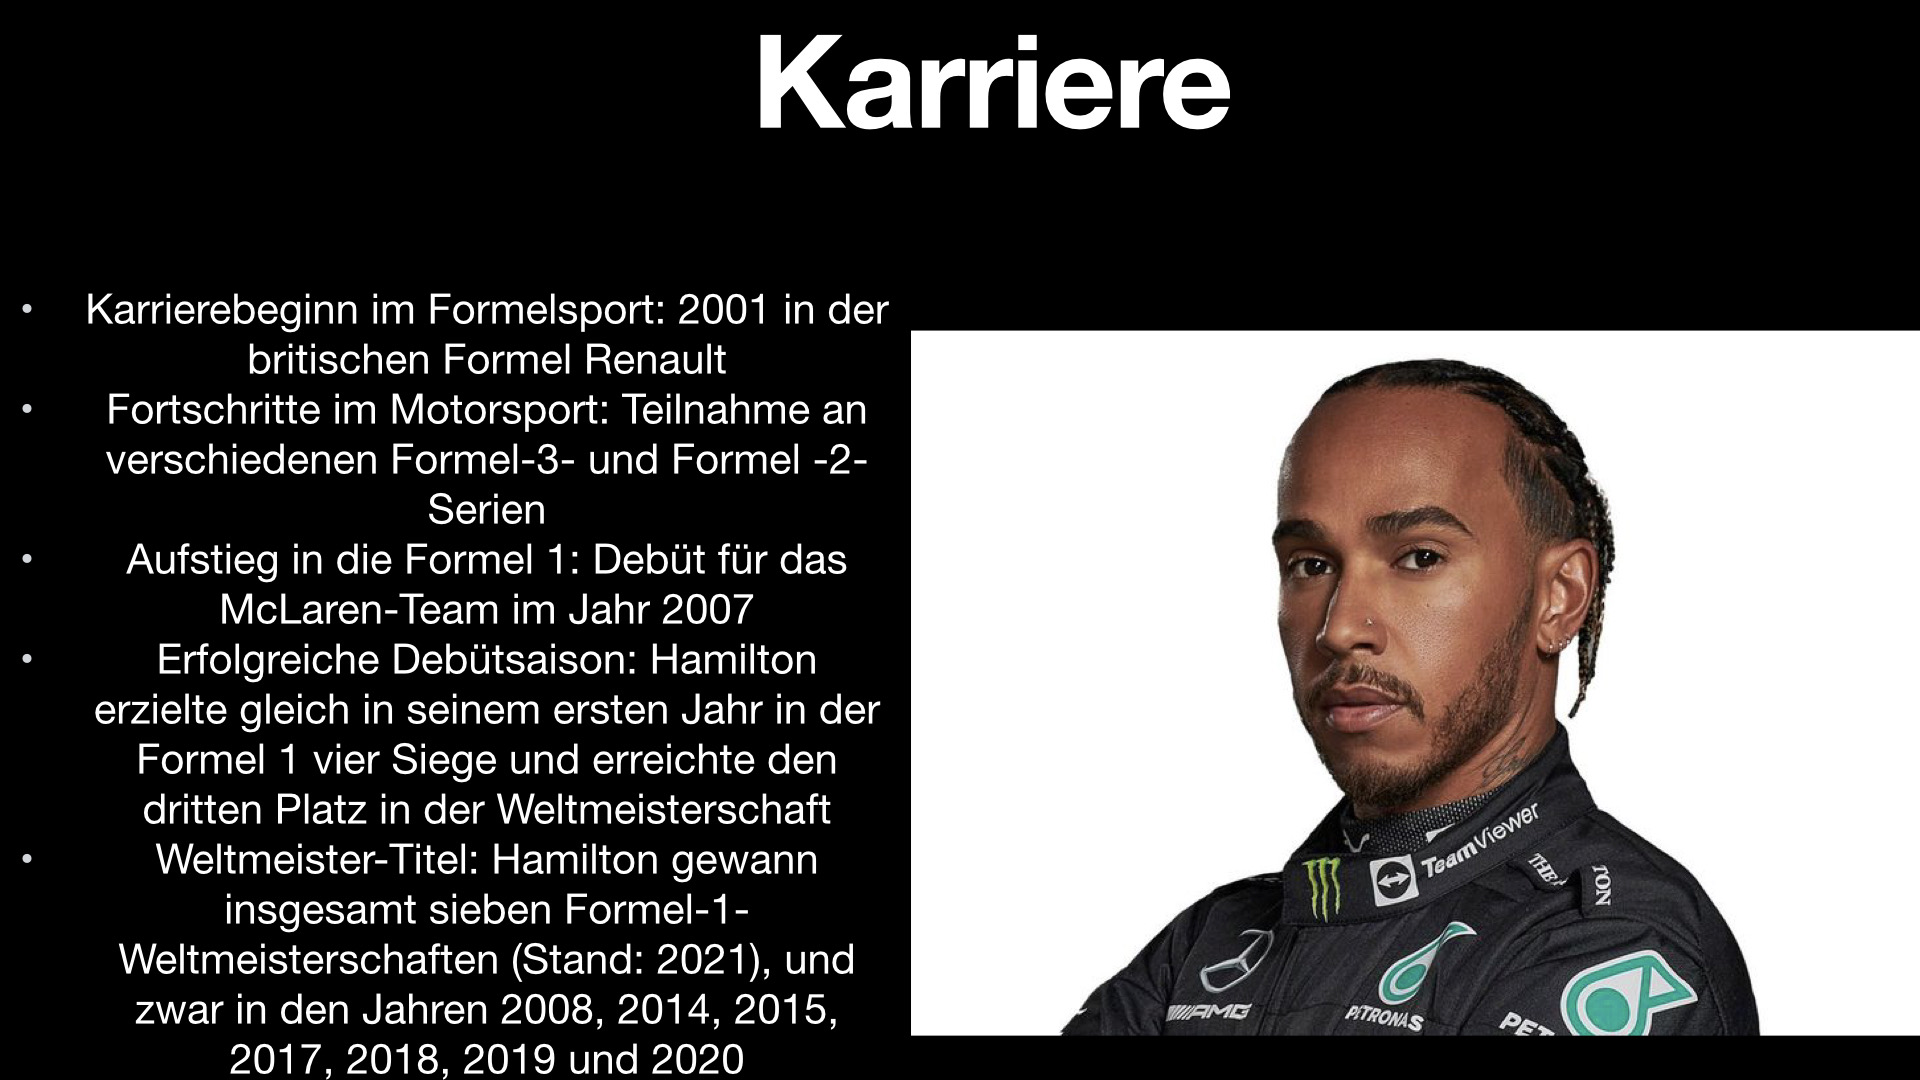 Karriere
• Karrierebeginn im Formelsport: 2001 in der
britischen Formel Renault
• Fortschritte im Motorsport: Teilnahme an
verschiedenen Formel-3- und Formel -2-
Serien
• Aufstieg in die Formel 1: Debüt für das
McLaren-Team im Jahr 2007
• Erfolgreiche Debütsaison: Hamilton
erzielte gleich in seinem ersten Jahr in der
Formel 1 vier Siege und erreichte den
dritten Platz in der Weltmeisterschaft
• Weltmeister-Titel: Hamilton gewann
insgesamt sieben Formel-1-
Weltmeisterschaften (Stand: 2021), und
zwar in den Jahren 2008, 2014, 2015,
2017, 2018, 2019 und 2020
TeamViewer
THE
NOT
AMG
PETRONAS
PET